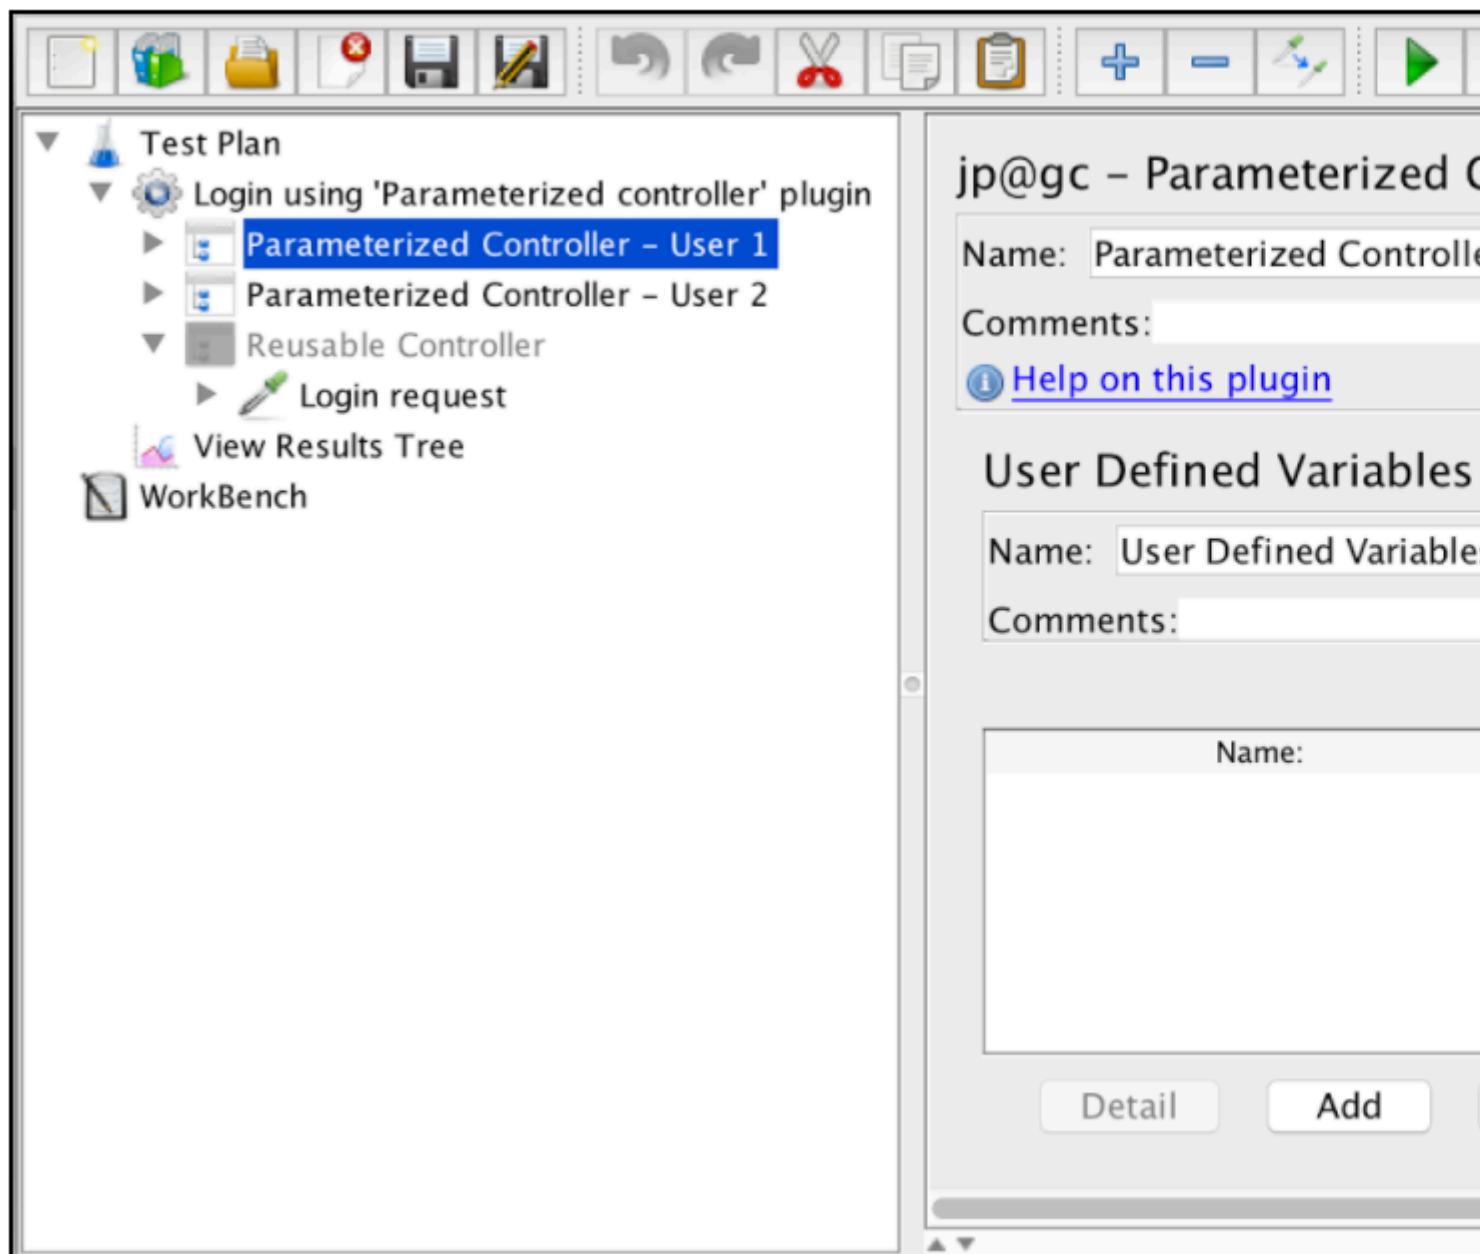 Test Plan
Login using 'Parameterized controller' plugin
Parameterized Controller – User 1
Parameterized Controller – User 2
Reusable Controller
Login request
View Results Tree
WorkBench
jp@gc – Parameterized
Name: Parameterized
Comments:
Help on this plugin
User Defined Variables
Name: User Defined
Comments:
Name:
Detail Add